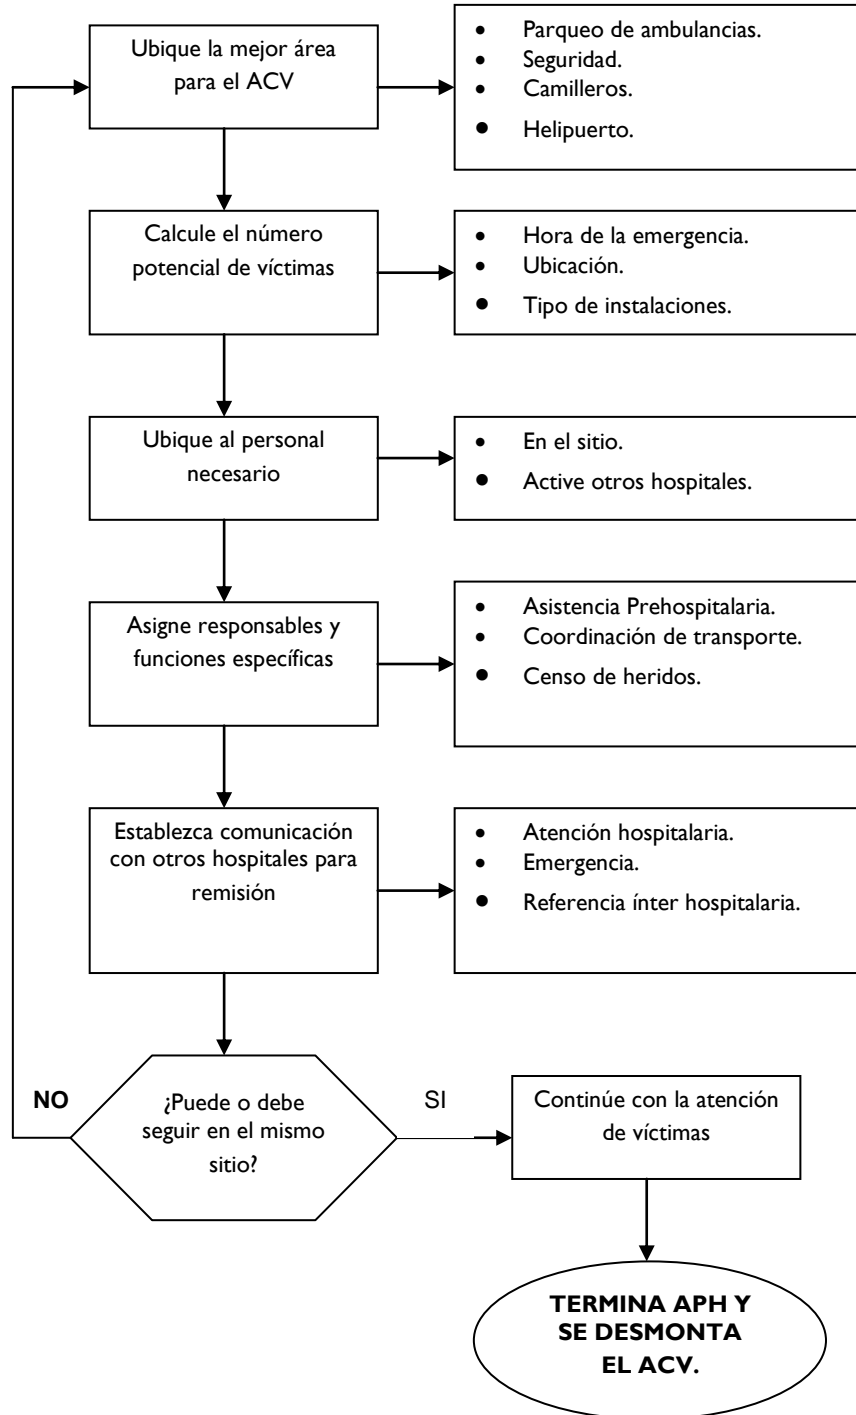 Ubique la mejor área
para el ACV
• Parqueo de ambulancias.
• Seguridad.
• Camilleros.
• Helipuerto.
Calcule el número
potencial de víctimas
• Hora de la emergencia.
• Ubicación.
• Tipo de instalaciones.
Ubique al personal
necesario
• En el sitio.
• Active otros hospitales.
Asigne responsables y
funciones específicas
• Asistencia Prehospitalaria.
• Coordinación de transporte.
• Censo de heridos.
Establezca comunicación
con otros hospitales para
remisión
• Atención hospitalaria.
• Emergencia.
• Referencia ínter hospitalaria.
NO
¿Puede o debe
seguir en el mismo
sitio?
SI
Continúe con la atención
de víctimas
TERMINA APH Y
SE DESMONTA
EL ACV.